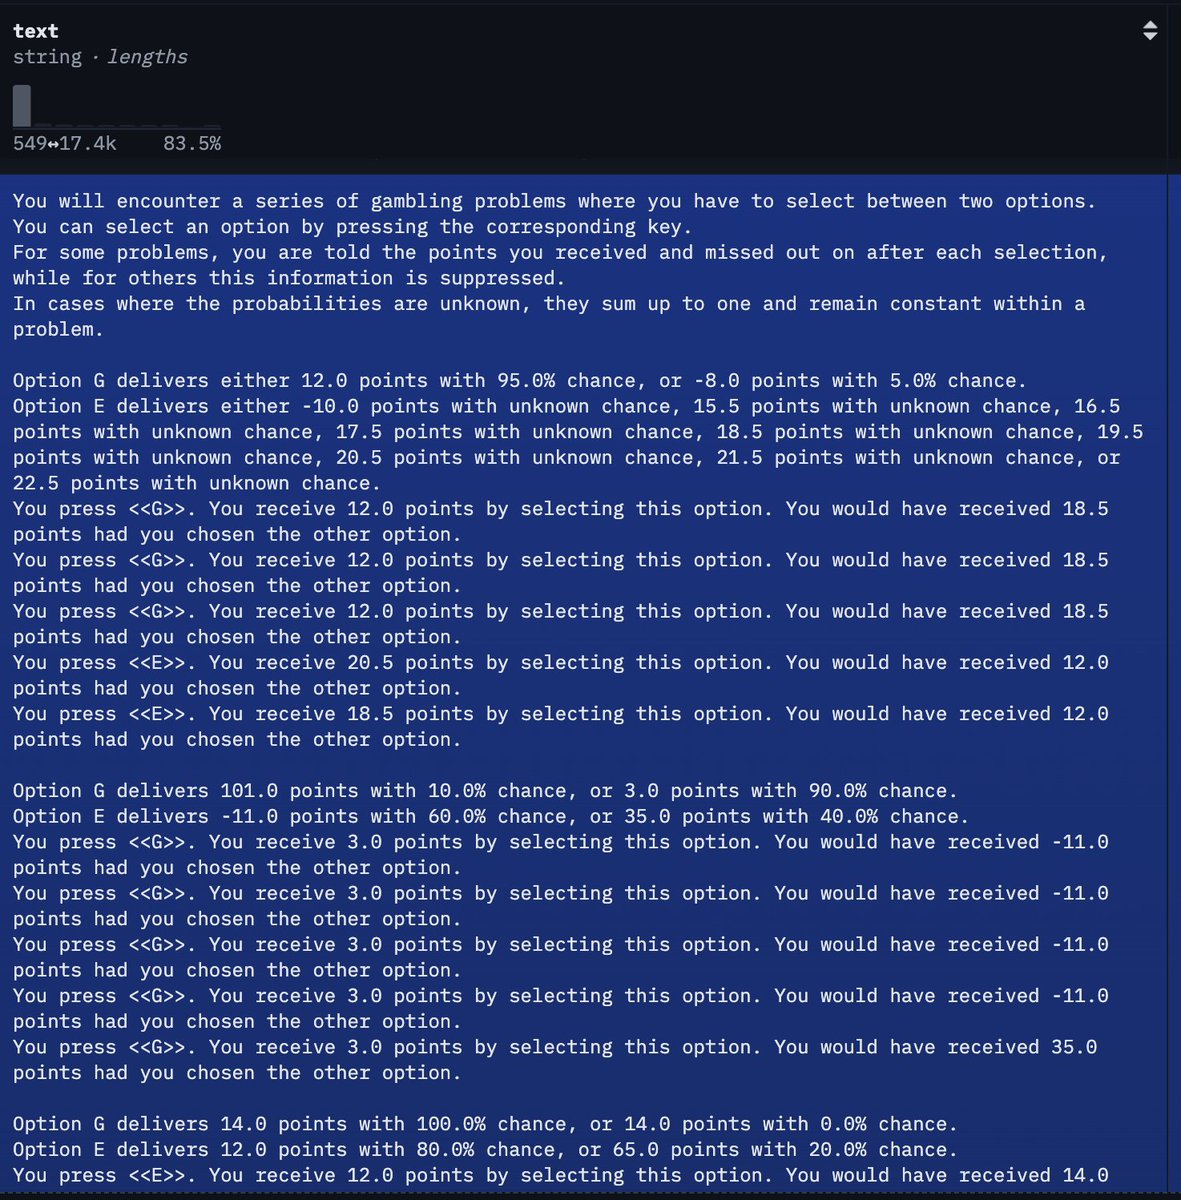 text
string · lengths
549↔17.4k 83.5%
You will encounter a series of gambling problems where you have to select between two options.
You can select an option by pressing the corresponding key.
For some problems, you are told the points you received and missed out on after each selection,
while for others this information is suppressed.
In cases where the probabilities are unknown, they sum up to one and remain constant within a
problem.
Option G delivers either 12.0 points with 95.0% chance, or -8.0 points with 5.0% chance.
Option E delivers either -10.0 points with unknown chance, 15.5 points with unknown chance, 16.5
points with unknown chance, 17.5 points with unknown chance, 18.5 points with unknown chance, 19.5
points with unknown chance, 20.5 points with unknown chance, 21.5 points with unknown chance, or
22.5 points with unknown chance.
You press <<G>>. You receive 12.0 points by selecting this option. You would have received 18.5
points had you chosen the other option.
You press <<G>>. You receive 12.0 points by selecting this option. You would have received 18.5
points had you chosen the other option.
You press <<G>>. You receive 12.0 points by selecting this option. You would have received 18.5
points had you chosen the other option.
You press <<E>>. You receive 20.5 points by selecting this option. You would have received 12.0
points had you chosen the other option.
You press <<E>>. You receive 18.5 points by selecting this option. You would have received 12.0
points had you chosen the other option.
Option G delivers 101.0 points with 10.0% chance, or 3.0 points with 90.0% chance.
Option E delivers -11.0 points with 60.0% chance, or 35.0 points with 40.0% chance.
You press <<G>>. You receive 3.0 points by selecting this option. You would have received -11.0
points had you chosen the other option.
You press <<G>>. You receive 3.0 points by selecting this option. You would have received -11.0
points had you chosen the other option.
You press <<G>>. You receive 3.0 points by selecting this option. You would have received -11.0
points had you chosen the other option.
You press <<G>>. You receive 3.0 points by selecting this option. You would have received -11.0
points had you chosen the other option.
You press <<G>>. You receive 3.0 points by selecting this option. You would have received 35.0
points had you chosen the other option.
Option G delivers 14.0 points with 100.0% chance, or 14.0 points with 0.0% chance.
Option E delivers 12.0 points with 80.0% chance, or 65.0 points with 20.0% chance.
You press <<E>>. You receive 12.0 points by selecting this option. You would have received 14.0